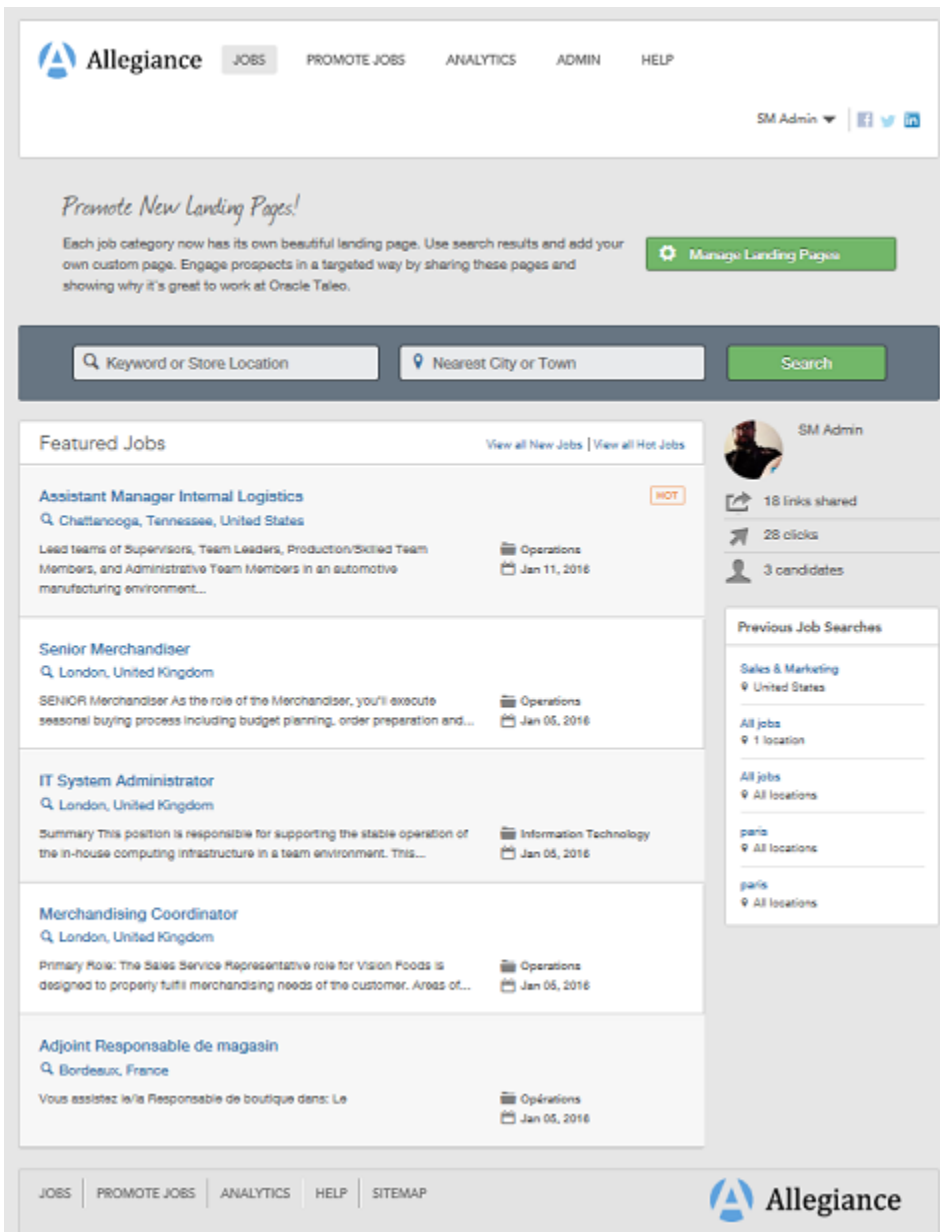 Allegiance JOBS PROMOTE JOBS ANALYTICS ADMIN HELP
SM Admin
Promote New Landing Pages!
Each job category now has its own beautiful landing page. Use search results and add your
own custom page. Engage prospects in a targeted way by sharing these pages and
showing why it's great to work at Oracle Taleo.
Manage Landing Pages
Keyword or Store Location
Nearest City or Town
Search
Featured Jobs
View all New Jobs | View all Hot Jobs
Assistant Manager Internal Logistics
HOT
Chattanooga, Tennessee, United States
Lead teams of Supervisors, Team Leaders, Production/Skilled Team
Members, and Administrative Team Members in an automotive
manufacturing environment...
Operations
Jan 11, 2016
Senior Merchandiser
London, United Kingdom
SENIOR Merchandiser As the role of the Merchandiser, you'll execute
seasonal buying process including budget planning, order preparation and...
Operations
Jan 05, 2016
IT System Administrator
London, United Kingdom
Summary This position is responsible for supporting the stable operation of
the in-house computing infrastructure in a team environment. This...
Information Technology
Jan 05, 2016
Merchandising Coordinator
London, United Kingdom
Primary Role: The Sales Service Representative role for Vision Foods is
designed to properly fulfill merchandising needs of the customer. Areas of...
Operations
Jan 05, 2016
Adjoint Responsable de magasin
Bordeaux, France
Vous assistez le/la Responsable de boutique dans: Le
Opérations
Jan 05, 2016
SM Admin
18 links shared
28 clicks
3 candidates
Previous Job Searches
Sales & Marketing
United States
All jobs
1 location
All jobs
All locations
paris
All locations
paris
All locations
JOBS PROMOTE JOBS ANALYTICS HELP SITEMAP
Allegiance